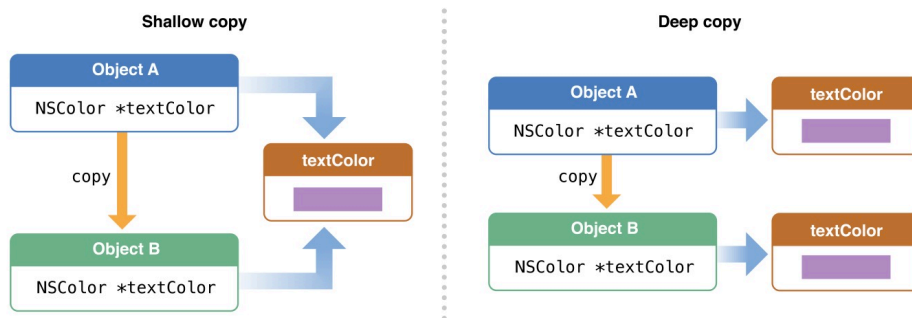 Shallow copy
Object A
NSColor *textColor
copy
textColor
Object B
NSColor *textColor
Deep copy
Object A
NSColor *textColor
textColor
copy
Object B
NSColor *textColor
textColor